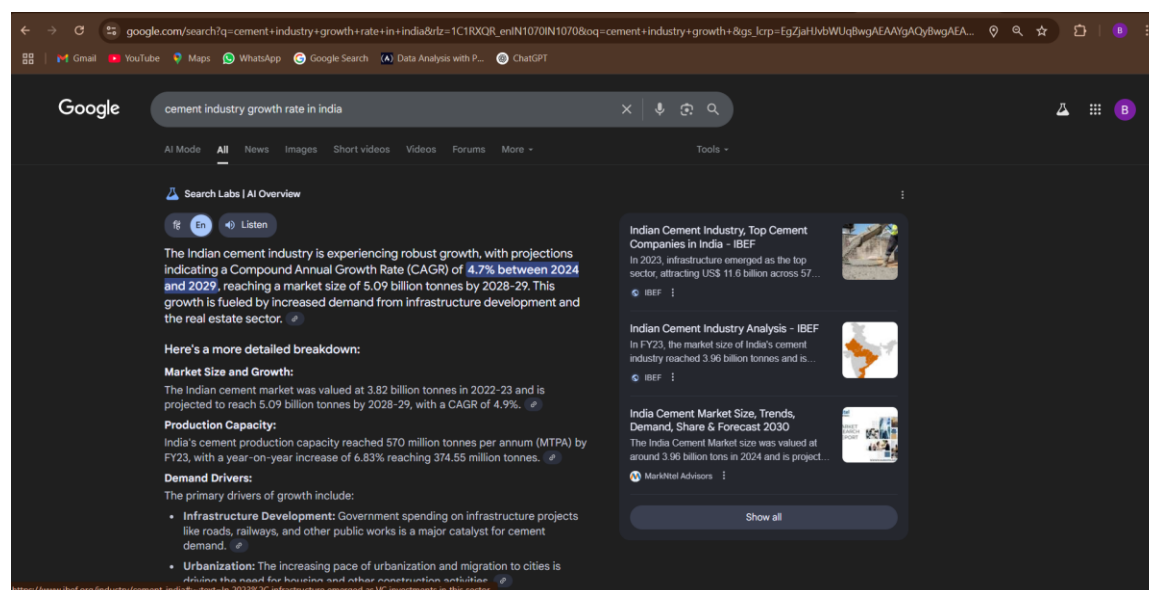 google.com/search?q=cement+industry+growth+rate+in+india&rlz=1C1RXQR_enIN1070IN1070&oq=cement+industry+growth+&gs_lcrp=EgZjaHJvbWUqBwgAEAAYgAQyBwgAEA...
B
Gmail YouTube Maps WhatsApp Google Search Data Analysis with P... ChatGPT
Google
cement industry growth rate in india
B
AI Mode All News Images Short videos Videos Forums More Tools
Search Labs | AI Overview
हि En Listen
The Indian cement industry is experiencing robust growth, with projections
indicating a Compound Annual Growth Rate (CAGR) of 4.7% between 2024
and 2029, reaching a market size of 5.09 billion tonnes by 2028-29. This
growth is fueled by increased demand from infrastructure development and
the real estate sector.
Here's a more detailed breakdown:
Market Size and Growth:
The Indian cement market was valued at 3.82 billion tonnes in 2022-23 and is
projected to reach 5.09 billion tonnes by 2028-29, with a CAGR of 4.9%.
Production Capacity:
India's cement production capacity reached 570 million tonnes per annum (MTPA) by
FY23, with a year-on-year increase of 6.83% reaching 374.55 million tonnes.
Demand Drivers:
The primary drivers of growth include:
• Infrastructure Development: Government spending on infrastructure projects
like roads, railways, and other public works is a major catalyst for cement
demand.
• Urbanization: The increasing pace of urbanization and migration to cities is
driving the need for housing and other construction activities.
Indian Cement Industry, Top Cement
Companies in India - IBEF
In 2023, infrastructure emerged as the top
sector, attracting US$ 11.6 billion across 57...
IBEF
Indian Cement Industry Analysis - IBEF
In FY23, the market size of India's cement
industry reached 3.96 billion tonnes and is...
IBEF
India Cement Market Size, Trends,
Demand, Share & Forecast 2030
The India Cement Market size was valued at
around 3.96 billion tons in 2024 and is project...
MarkNtel Advisors
Show all